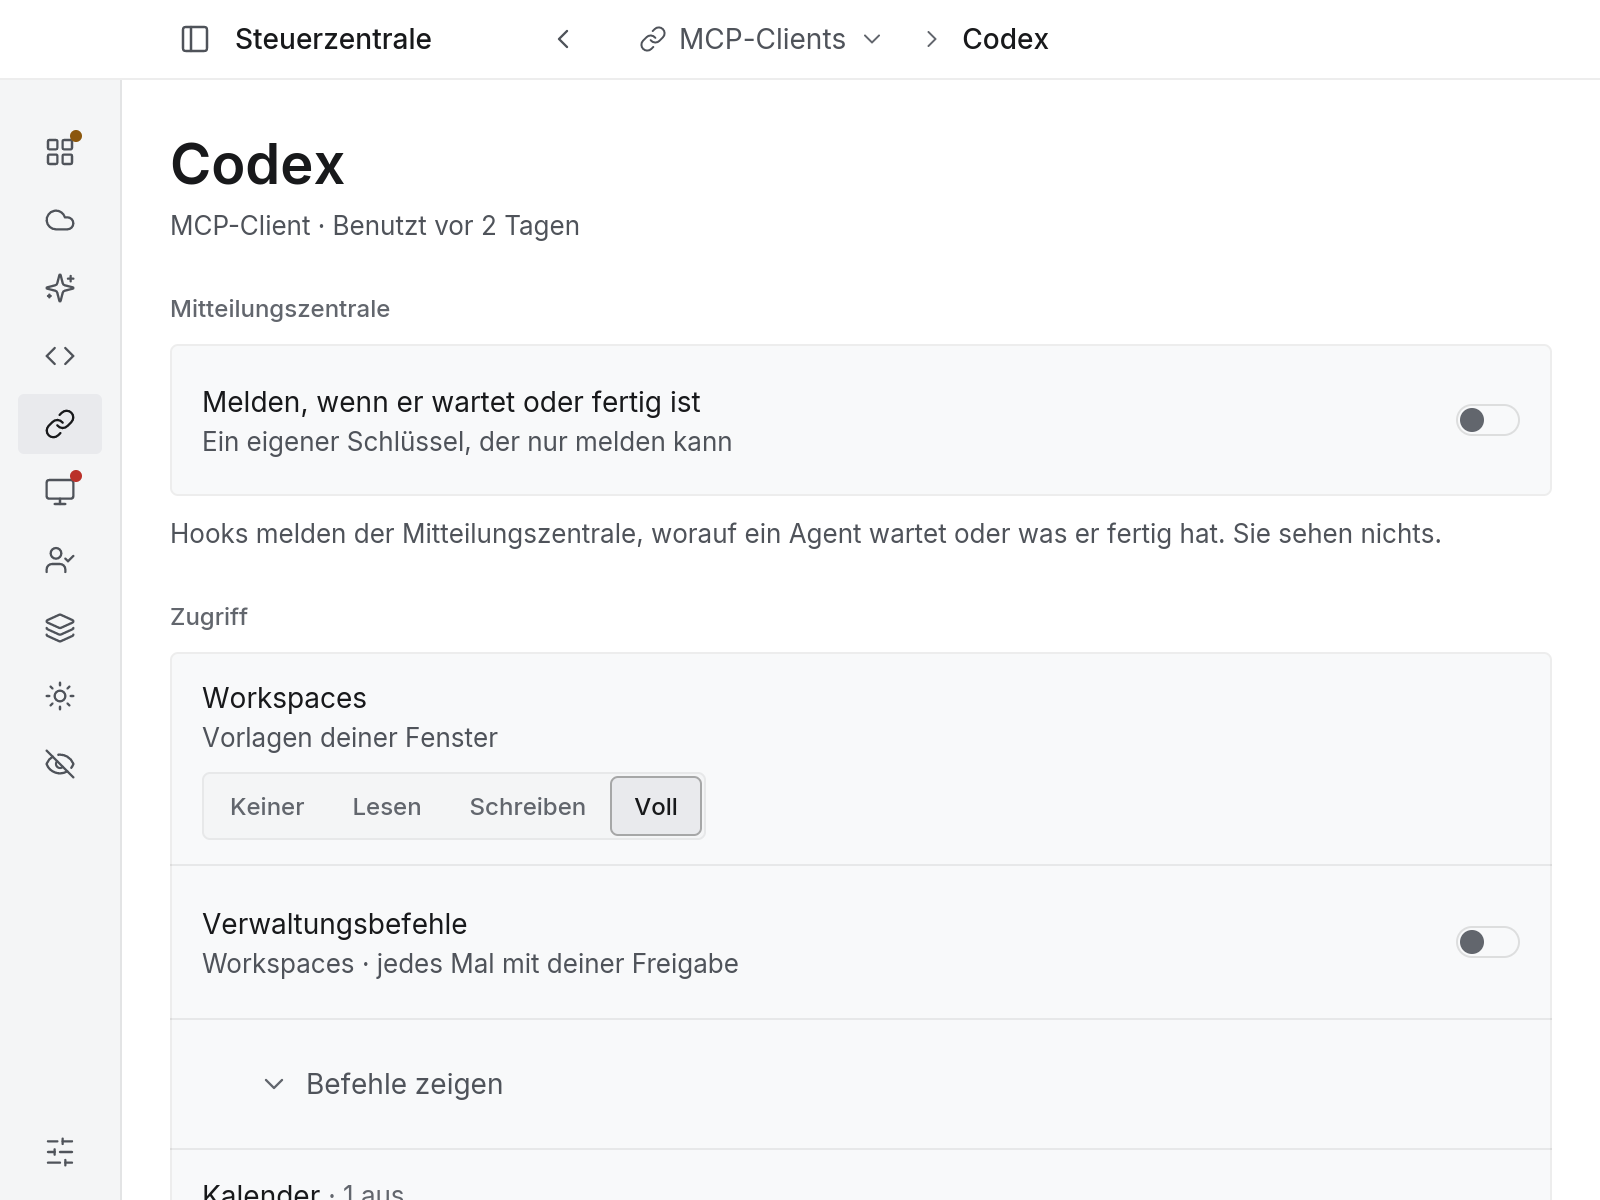 Steuerzentrale
MCP-Clients
Codex
Codex
MCP-Client · Benutzt vor 2 Tagen
Mitteilungszentrale
Melden, wenn er wartet oder fertig ist
Ein eigener Schlüssel, der nur melden kann
Hooks melden der Mitteilungszentrale, worauf ein Agent wartet oder was er fertig hat. Sie sehen nichts.
Zugriff
Workspaces
Vorlagen deiner Fenster
Keiner Lesen Schreiben Voll
Verwaltungsbefehle
Workspaces · jedes Mal mit deiner Freigabe
Befehle zeigen
Kalender · 1 aus